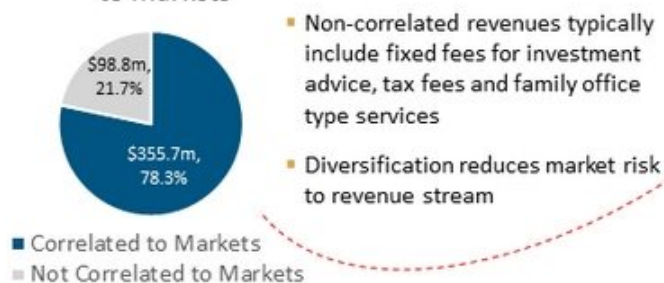 to Markets
$98.8m,
21.7%
$355.7m,
78.3%
■ Correlated to Markets
■ Not Correlated to Markets
▪ Non-correlated revenues typically
include fixed fees for investment
advice, tax fees and family office
type services
▪ Diversification reduces market risk
to revenue stream